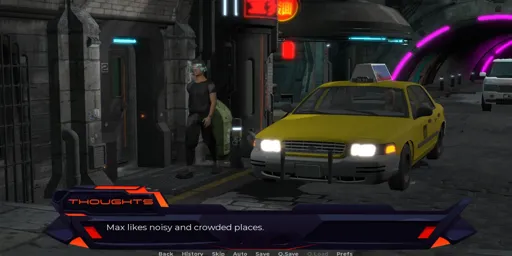 THOUGHTS
Max likes noisy and crowded places.
Back History Skip Auto Save Q.Save Q.Load Prefs